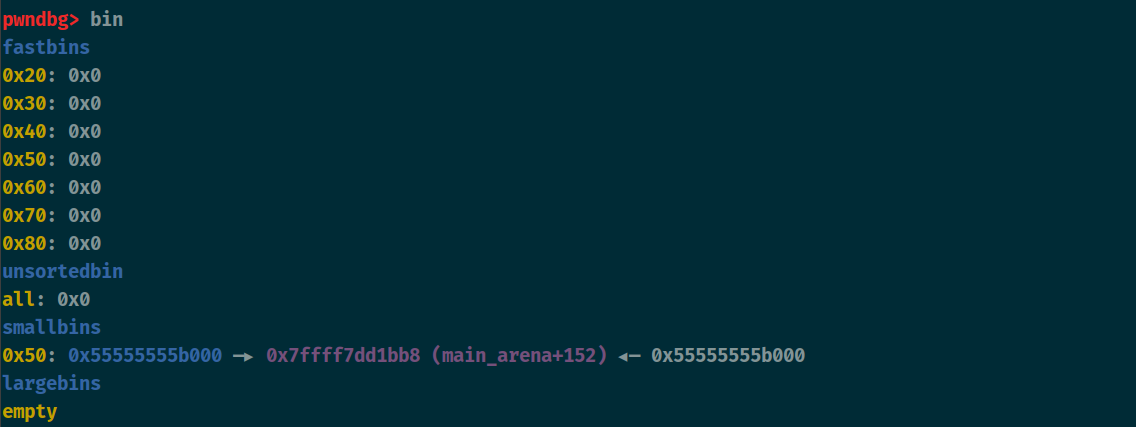 pwndbg> bin
fastbins
0x20: 0x0
0x30: 0x0
0x40: 0x0
0x50: 0x0
0x60: 0x0
0x70: 0x0
0x80: 0x0
unsortedbin
all: 0x0
smallbins
0x50: 0x55555555b000 —▸ 0x7ffff7dd1bb8 (main_arena+152) ◂— 0x55555555b000
largebins
empty